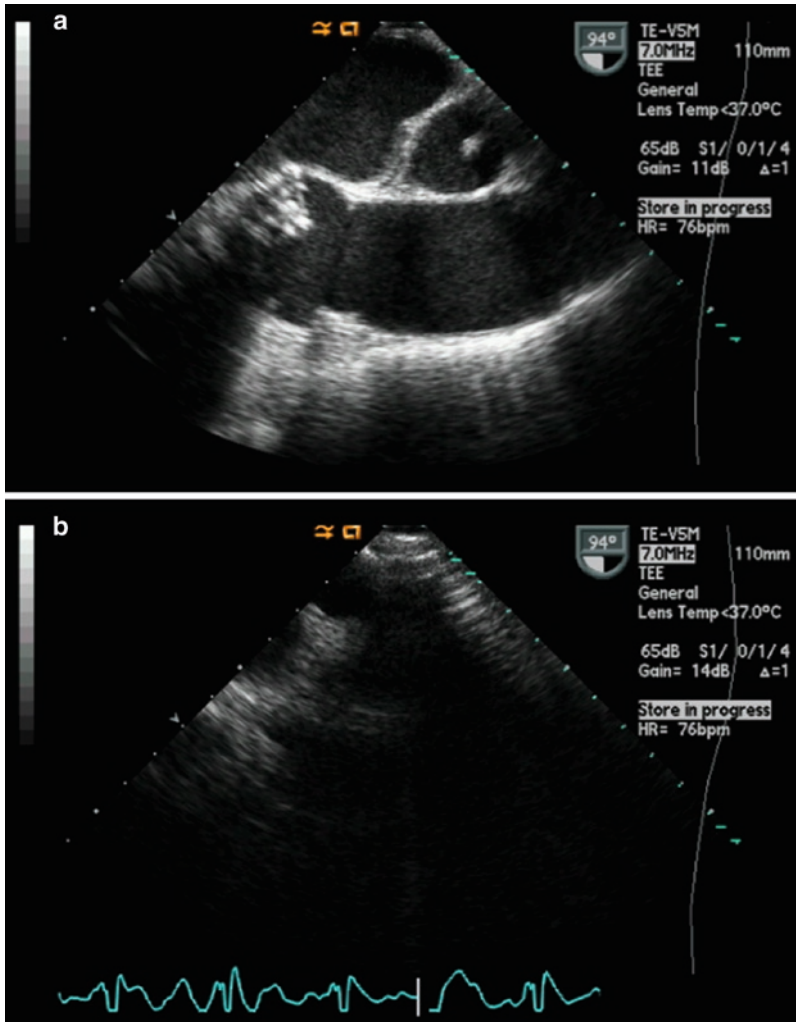 a
94°
TE-V5M
7.0MHz 110mm
TEE
General
Lens Temp<37.0°C
65dB S1/ 0/1/4
Gain= 11dB Δ=1
Store in progress
HR= 76bpm
b
94°
TE-V5M
7.0MHz 110mm
TEE
General
Lens Temp<37.0°C
65dB S1/ 0/1/4
Gain= 14dB Δ=1
Store in progress
HR= 76bpm